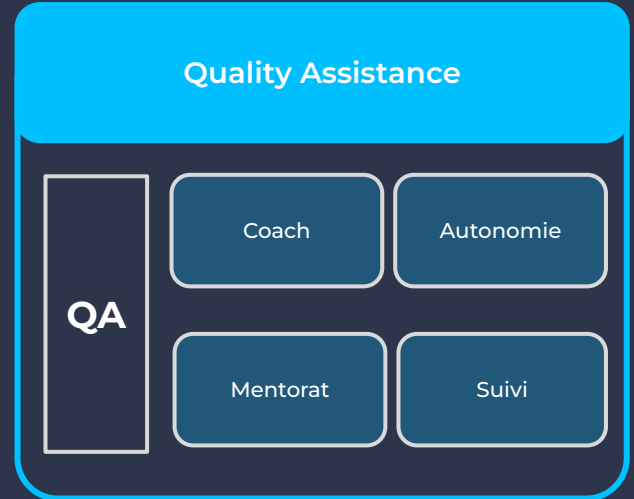 Quality Assistance
QA
Coach
Autonomie
Mentorat
Suivi